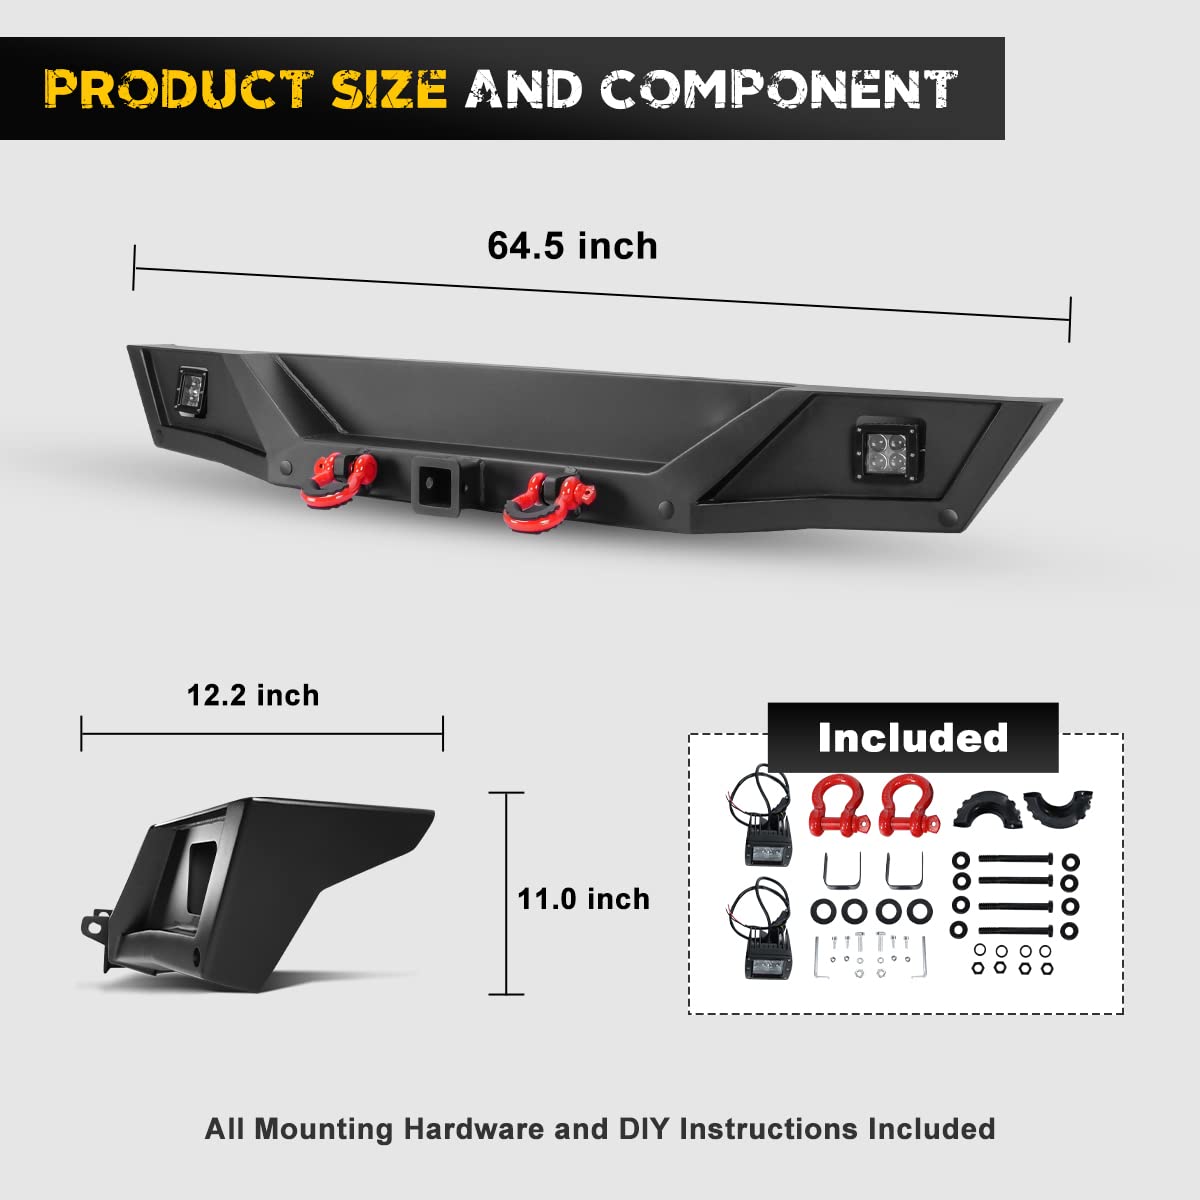 PRODUCT SIZE AND COMPONENT
64.5 inch
12.2 inch
11.0 inch
Included
All Mounting Hardware and DIY Instructions Included